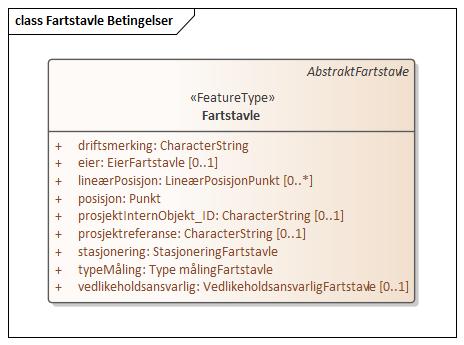 class Fartstavle Betingelser
AbstraktFartstavle
«FeatureType»
Fartstavle
+ driftsmerking: CharacterString
+ eier: EierFartstavle [0..1]
+ lineærPosisjon: LineærPosisjonPunkt [0..*]
+ posisjon: Punkt
+ prosjektInternObjekt_ID: CharacterString [0..1]
+ prosjektreferanse: CharacterString [0..1]
+ stasjonering: StasjoneringFartstavle
+ typeMåling: Type målingFartstavle
+ vedlikeholdsansvarlig: VedlikeholdsansvarligFartstavle [0..1]